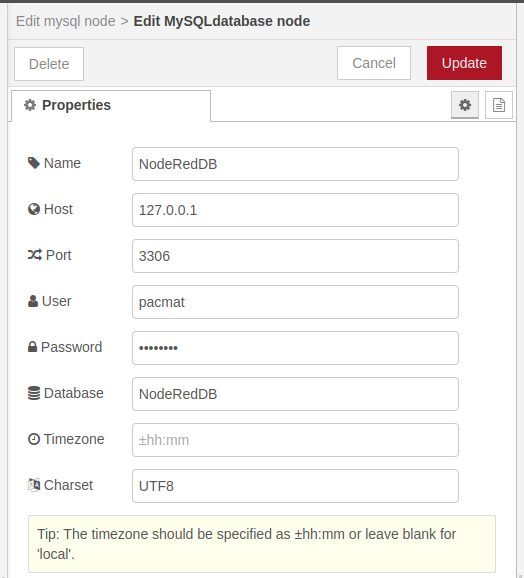 Edit mysql node > Edit MySQLdatabase node
Delete
Cancel
Update
Properties
Name
NodeRedDB
Host
127.0.0.1
Port
3306
User
pacmat
Password
••••••••
Database
NodeRedDB
Timezone
±hh:mm
Charset
UTF8
Tip: The timezone should be specified as ±hh:mm or leave blank for
'local'.